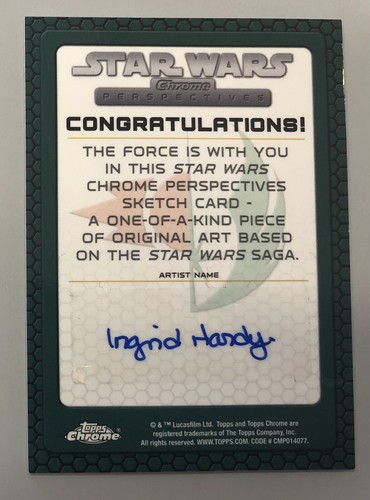 STAR WARS
Chrome
PERSPECTIVES
CONGRATULATIONS!
THE FORCE IS WITH YOU
IN THIS STAR WARS
CHROME PERSPECTIVES
SKETCH CARD -
A ONE-OF-A-KIND PIECE
OF ORIGINAL ART BASED
ON THE STAR WARS SAGA.
ARTIST NAME
Ingrid Hardy
Topps
Chrome
© & ™ Lucasfilm Ltd. Topps and Topps Chrome are
registered trademarks of The Topps Company, Inc.
All rights reserved. WWW.TOPPS.COM. CODE # CMP014077.